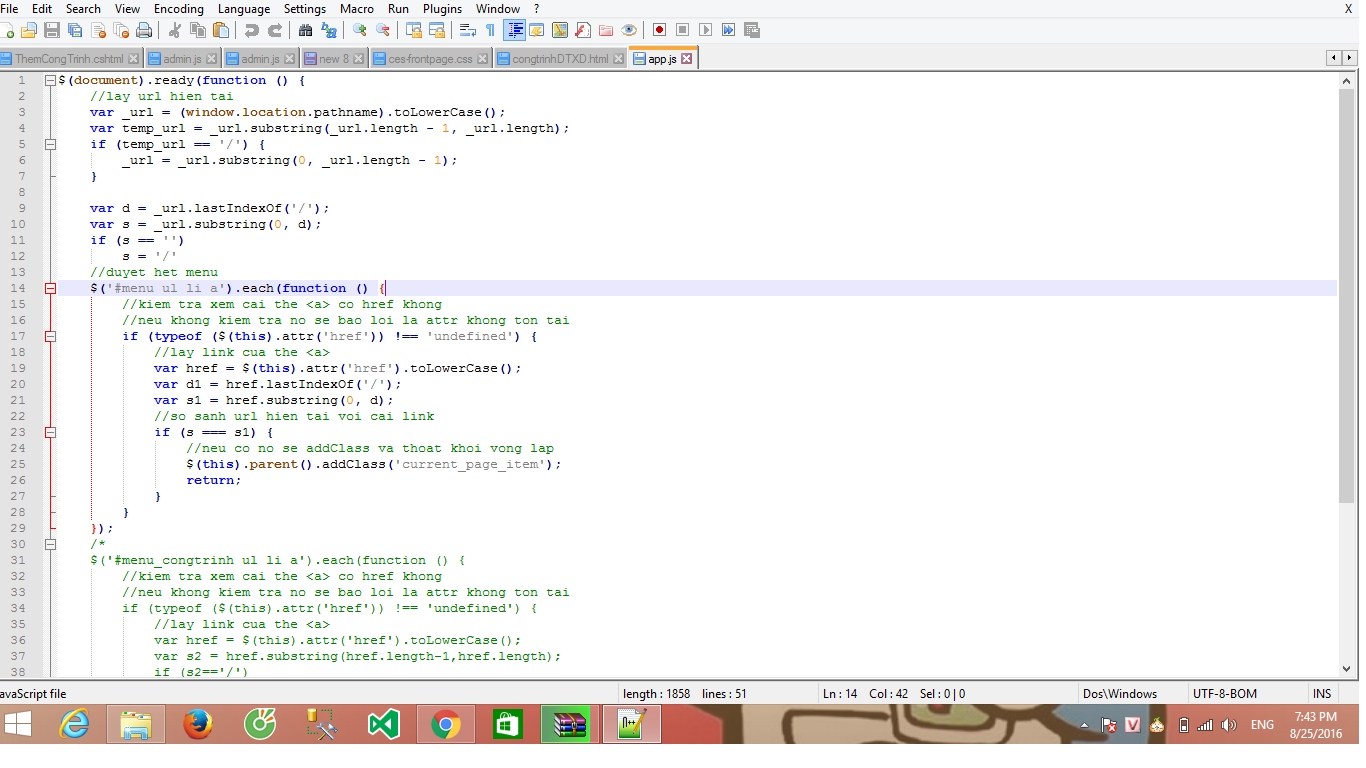 File Edit Search View Encoding Language Settings Macro Run Plugins Window ? X
ThemCongTrinh.cshtml admin.js admin.js new 8 ces-frontpage.css congtrinhDTXD.html app.js
1 $(document).ready(function () {
2 //lay url hien tai
3 var _url = (window.location.pathname).toLowerCase();
4 var temp_url = _url.substring(_url.length - 1, _url.length);
5 if (temp_url == '/') {
6 _url = _url.substring(0, _url.length - 1);
7 }
8
9 var d = _url.lastIndexOf('/');
10 var s = _url.substring(0, d);
11 if (s == '')
12 s = '/'
13 //duyet het menu
14 $('#menu ul li a').each(function () {
15 //kiem tra xem cai the <a> co href khong
16 //neu khong kiem tra no se bao loi la attr khong ton tai
17 if (typeof ($(this).attr('href')) !== 'undefined') {
18 //lay link cua the <a>
19 var href = $(this).attr('href').toLowerCase();
20 var d1 = href.lastIndexOf('/');
21 var s1 = href.substring(0, d);
22 //so sanh url hien tai voi cai link
23 if (s === s1) {
24 //neu co no se addClass va thoat khoi vong lap
25 $(this).parent().addClass('current_page_item');
26 return;
27 }
28 }
29 });
30 /*
31 $('#menu_congtrinh ul li a').each(function () {
32 //kiem tra xem cai the <a> co href khong
33 //neu khong kiem tra no se bao loi la attr khong ton tai
34 if (typeof ($(this).attr('href')) !== 'undefined') {
35 //lay link cua the <a>
36 var href = $(this).attr('href').toLowerCase();
37 var s2 = href.substring(href.length-1,href.length);
38 if (s2=='/')
avaScript file length : 1858 lines : 51 Ln : 14 Col : 42 Sel : 0 | 0 Dos\Windows UTF-8-BOM INS
ENG 7:43 PM
8/25/2016